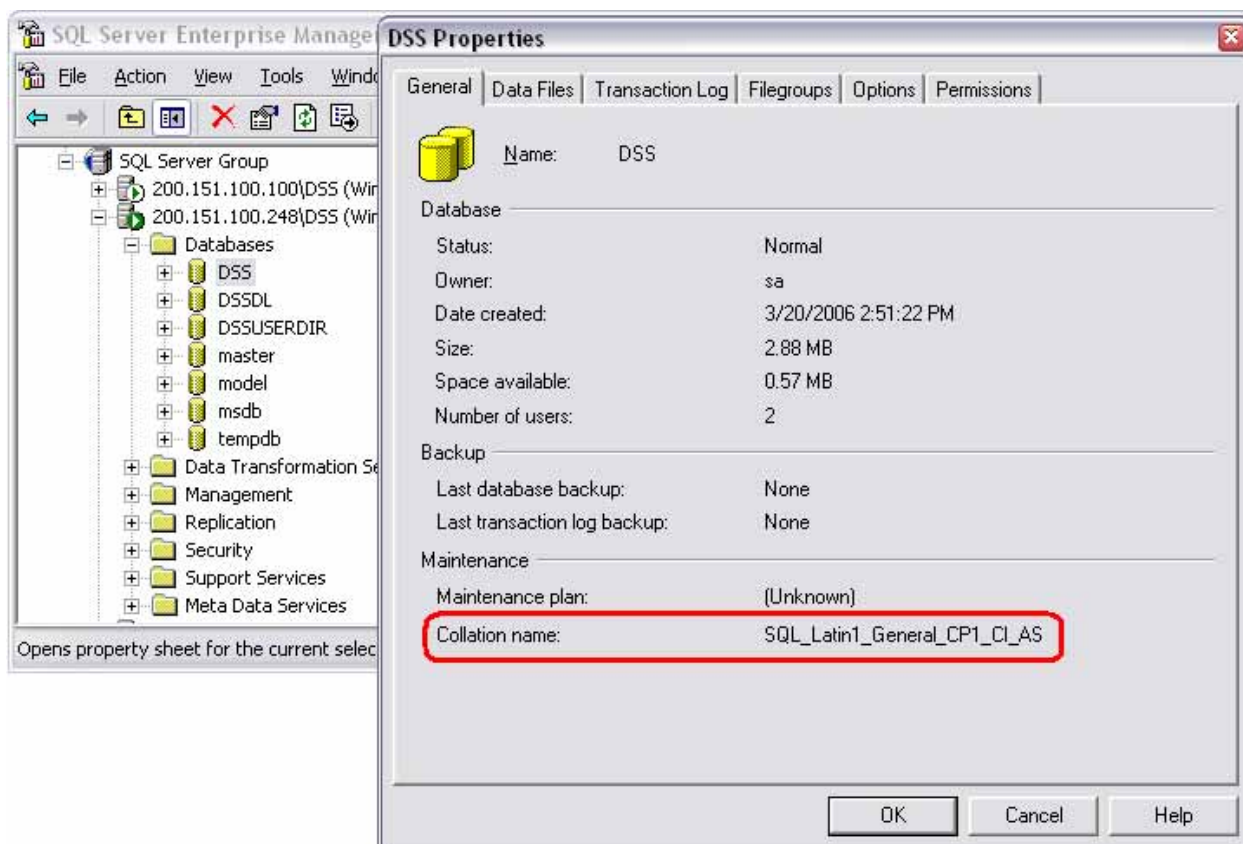 SQL Server Enterprise Manage
File Action View Tools Windo
SQL Server Group
200.151.100.100\DSS (Wir
200.151.100.248\DSS (Wir
Databases
DSS
DSSDL
DSSUSERDIR
master
model
msdb
tempdb
Data Transformation Se
Management
Replication
Security
Support Services
Meta Data Services
Opens property sheet for the current selec
DSS Properties
General Data Files Transaction Log Filegroups Options Permissions
Name: DSS
Database
Status: Normal
Owner: sa
Date created: 3/20/2006 2:51:22 PM
Size: 2.88 MB
Space available: 0.57 MB
Number of users: 2
Backup
Last database backup: None
Last transaction log backup: None
Maintenance
Maintenance plan: (Unknown)
Collation name: SQL_Latin1_General_CP1_CI_AS
OK Cancel Help